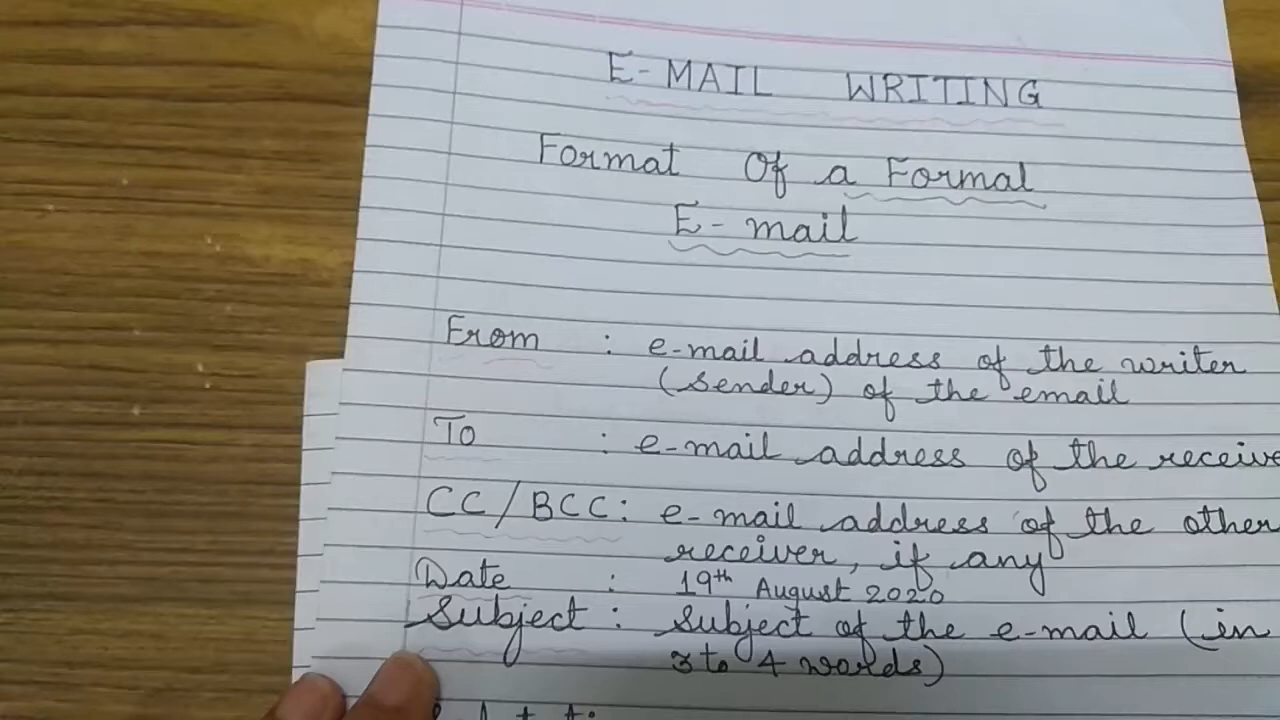 E-MAIL WRITING
Format Of a Formal
E-mail
From : e-mail address of the writer
(sender) of the email
To : e-mail address of the receive
CC/BCC: e-mail address of the other
receiver, if any
Date : 19th August 2020
Subject : Subject of the e-mail (in
3 to 4 words)